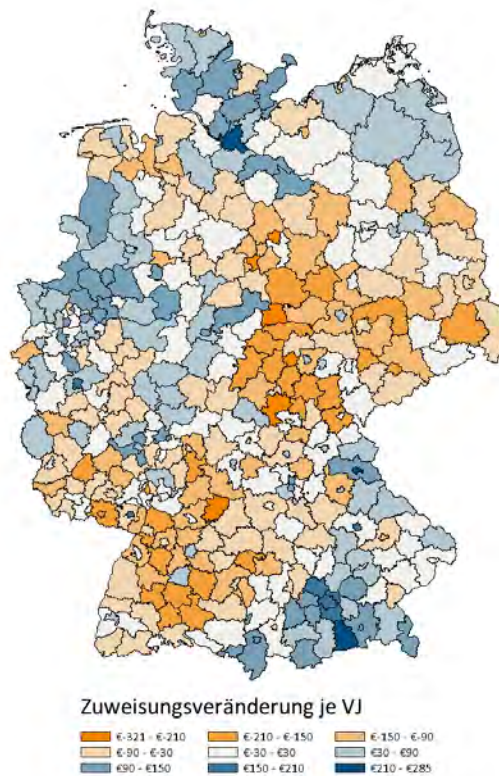 Zuweisungsveränderung je VJ
€-321 - €-210 €-210 - €-150 €-150 - €-90
€-90 - €-30 €-30 - €30 €30 - €90
€90 - €150 €150 - €210 €210 - €285